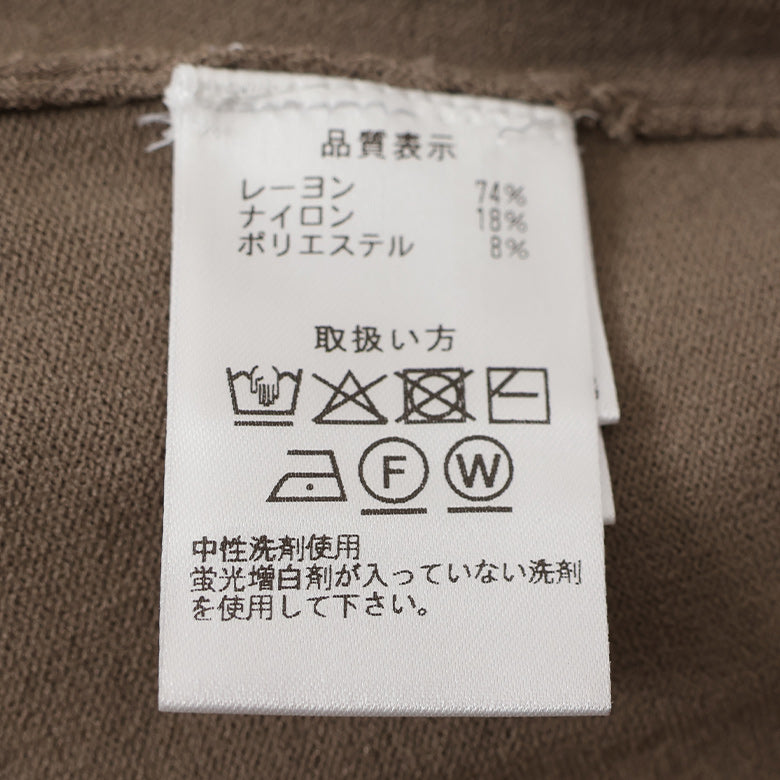 品質表示
レーヨン 74%
ナイロン 18%
ポリエステル 8%
取扱い方
F W
中性洗剤使用
蛍光増白剤が入っていない洗剤
を使用して下さい。